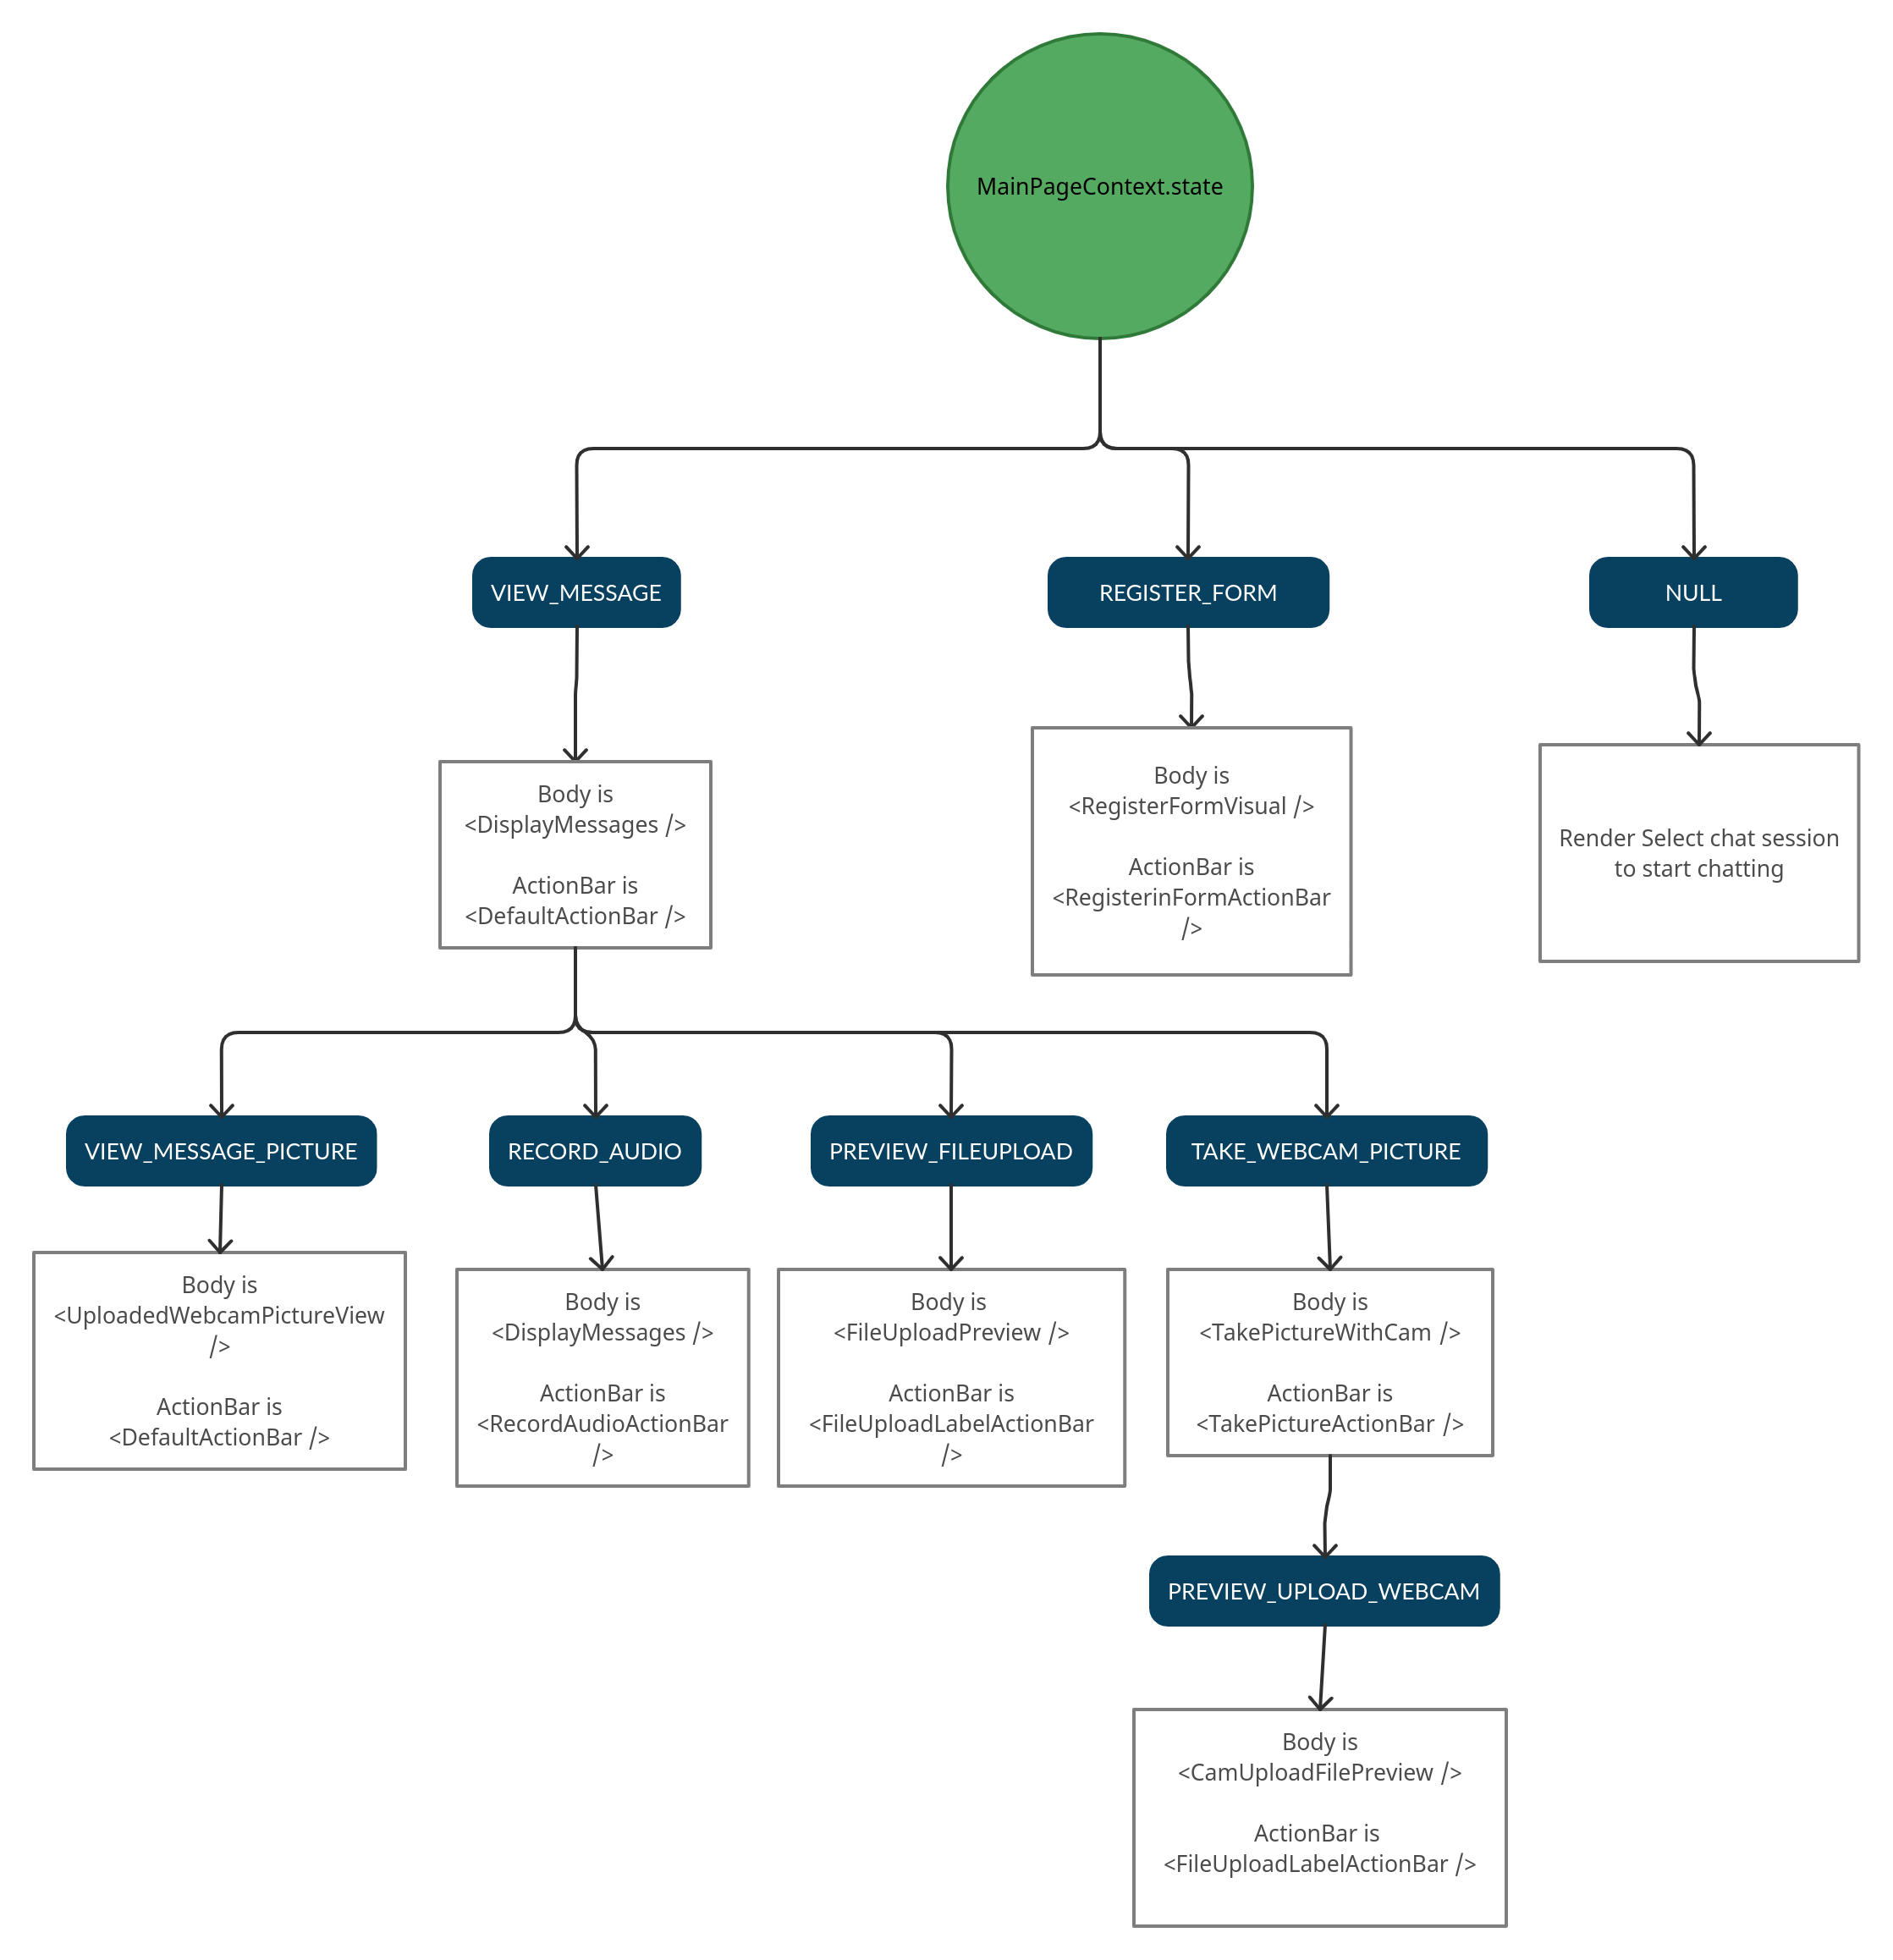 MainPageContext.state
VIEW_MESSAGE
REGISTER_FORM
NULL
Body is
<DisplayMessages />
ActionBar is
<DefaultActionBar />
Body is
<RegisterFormVisual />
ActionBar is
<RegisterinFormActionBar
/>
Render Select chat session
to start chatting
VIEW_MESSAGE_PICTURE
RECORD_AUDIO
PREVIEW_FILEUPLOAD
TAKE_WEBCAM_PICTURE
Body is
<UploadedWebcamPictureView
/>
ActionBar is
<DefaultActionBar />
Body is
<DisplayMessages />
ActionBar is
<RecordAudioActionBar
/>
Body is
<FileUploadPreview />
ActionBar is
<FileUploadLabelActionBar
/>
Body is
<TakePictureWithCam />
ActionBar is
<TakePictureActionBar />
PREVIEW_UPLOAD_WEBCAM
Body is
<CamUploadFilePreview />
ActionBar is
<FileUploadLabelActionBar />